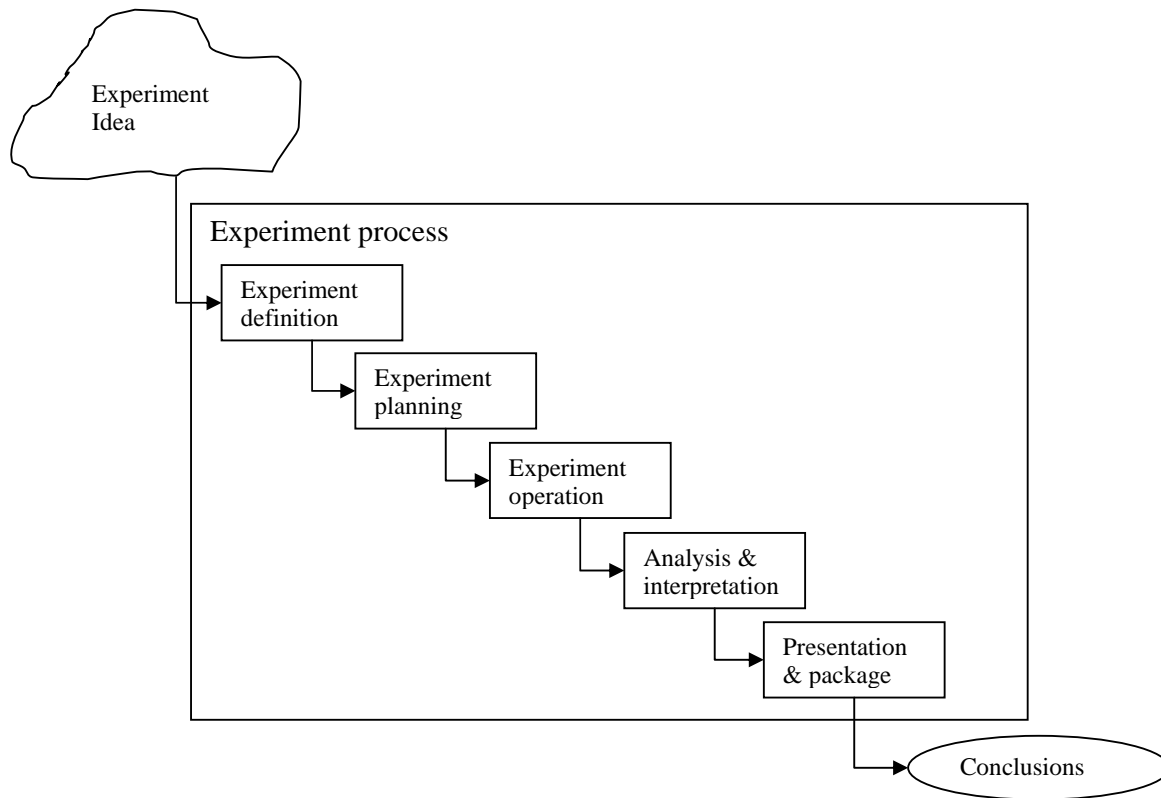 Experiment
Idea
Experiment process
Experiment
definition
Experiment
planning
Experiment
operation
Analysis &
interpretation
Presentation
& package
Conclusions